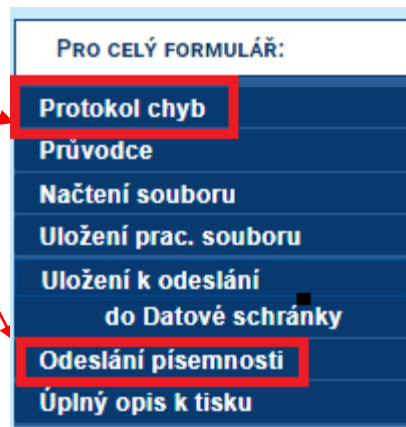 PRO CELÝ FORMULÁŘ:
Protokol chyb
Průvodce
Načtení souboru
Uložení prac. souboru
Uložení k odeslání
do Datové schránky
Odeslání písemnosti
Úplný opis k tisku